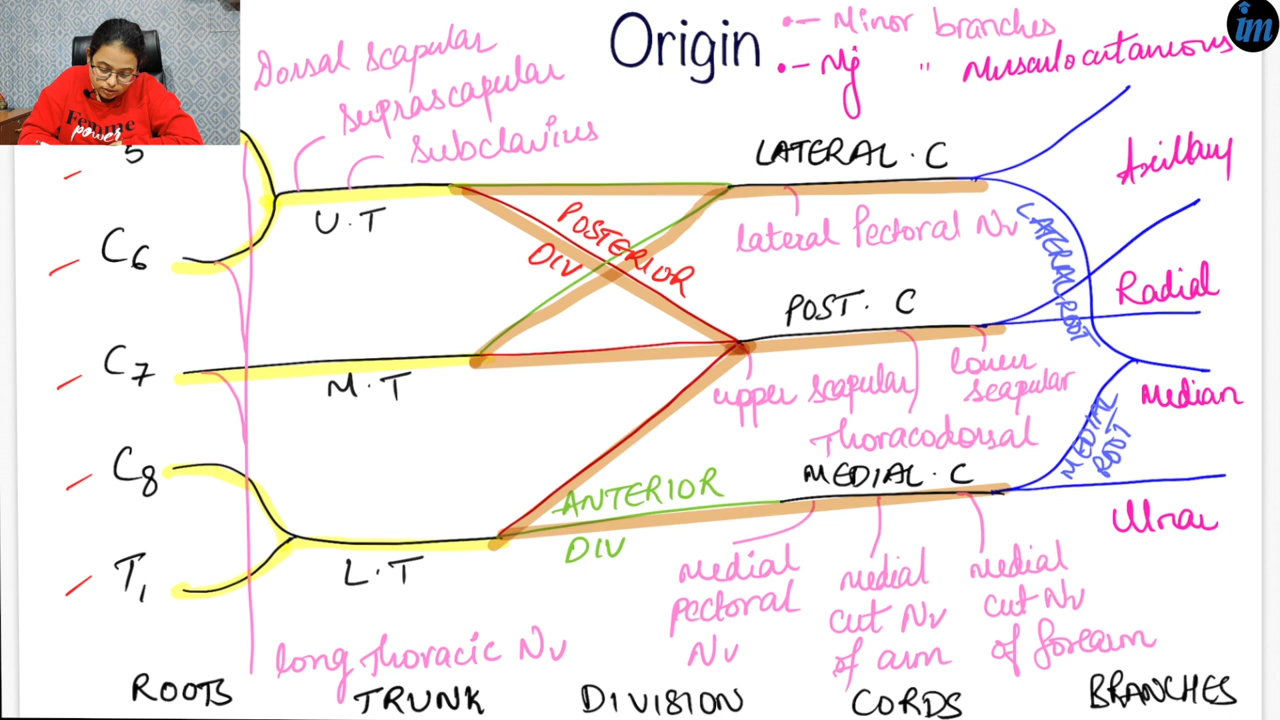 Origin
•– Minor branches
•– Mj " Musculocutaneous
im
Femme
power
Dorsal scapular
suprascapular
subclavius
5
C6
C7
C8
T1
U.T
M.T
L.T
POSTERIOR
DIV
ANTERIOR
DIV
LATERAL. C
lateral Pectoral Nv
POST. C
upper scapular
lower
scapular
Thoracodorsal
MEDIAL. C
medial
pectoral
Nv
medial
cut Nv
of arm
medial
cut Nv
of forearm
LATERAL ROOT
MEDIAL
ROOT
Axillary
Radial
Median
Ulnar
long thoracic Nv
ROOTS
TRUNK
DIVISION
CORDS
BRANCHES